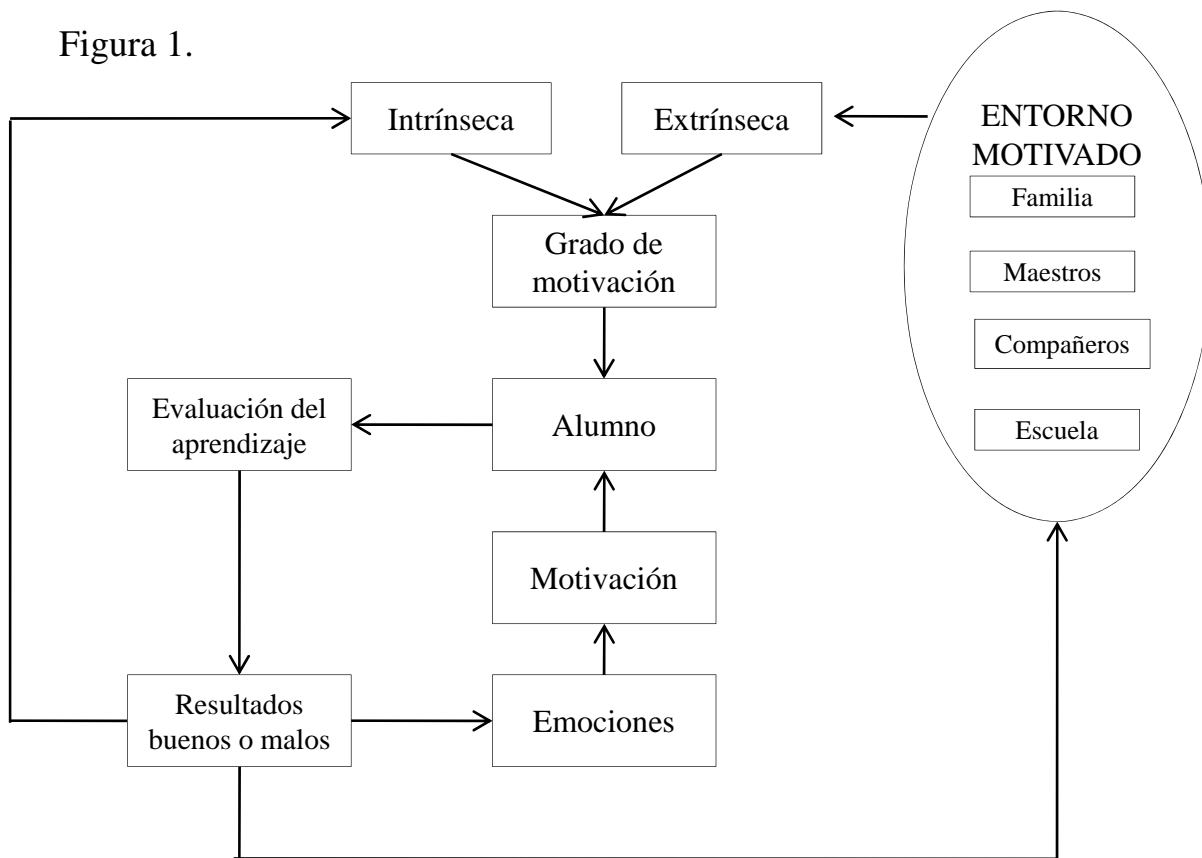 Figura 1.
Intrínseca
Extrínseca
ENTORNO
MOTIVADO
Familia
Maestros
Compañeros
Escuela
Grado de
motivación
Evaluación del
aprendizaje
Alumno
Motivación
Resultados
buenos o malos
Emociones